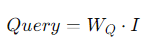 Query = W_Q · I